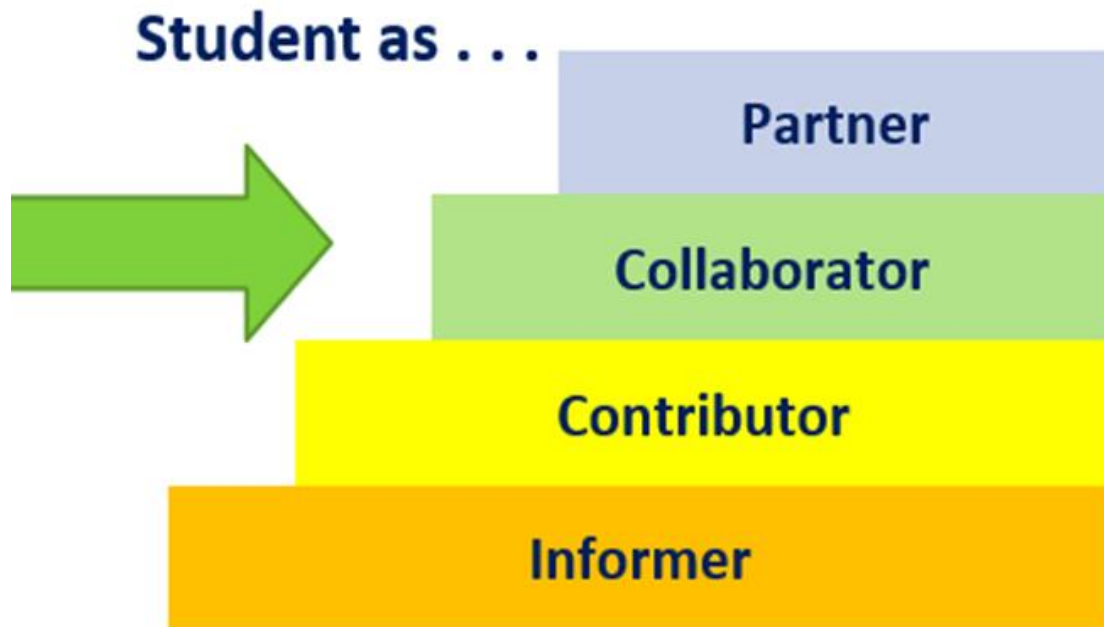 Student as . . .
Partner
Collaborator
Contributor
Informer